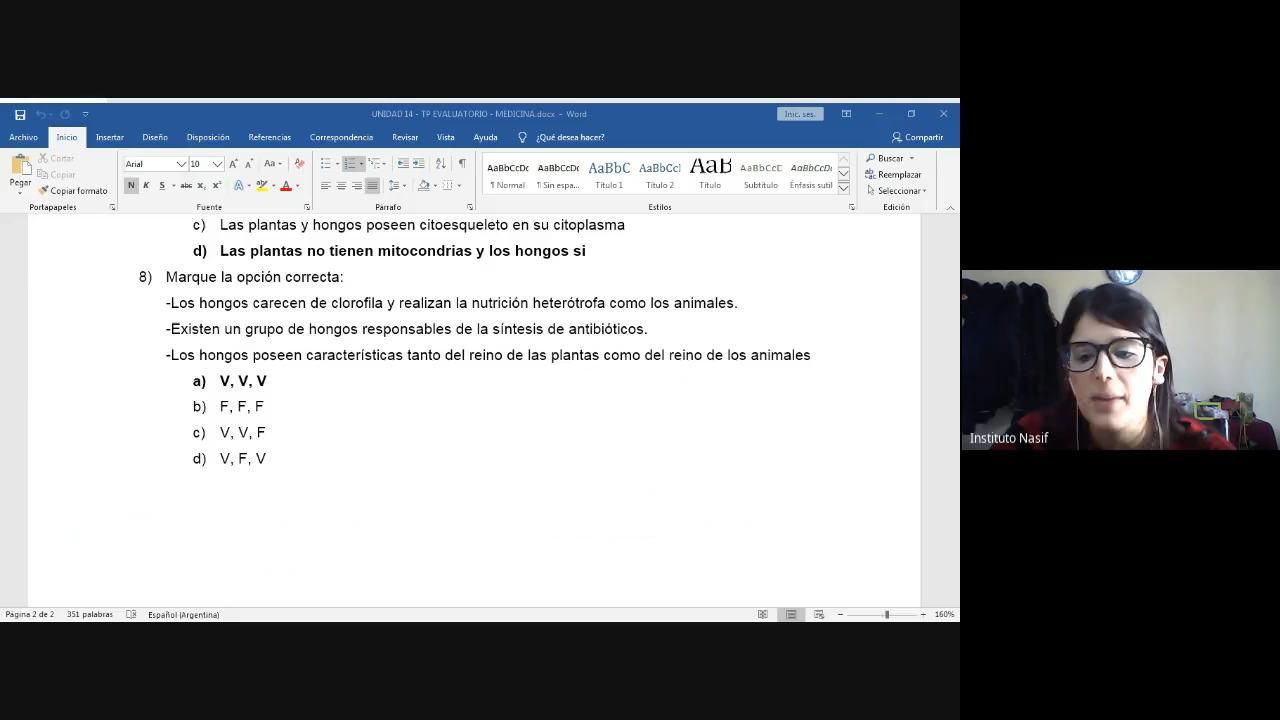 UNIDAD 14 - TP EVALUATORIO - MEDICINA.docx - Word
Inic. ses.
Archivo Inicio Insertar Diseño Disposición Referencias Correspondencia Revisar Vista Ayuda ¿Qué desea hacer? Compartir
Pegar
Cortar
Copiar
Copiar formato
Portapapeles
Arial 10
Fuente
Párrafo
AaBbCcDc AaBbCcDc AaBbCc AaBbCcI AaB AaBbCcD AaBbCcDc
¶ Normal ¶ Sin espa... Título 1 Título 2 Título Subtítulo Énfasis sutil
Estilos
Buscar
Reemplazar
Seleccionar
Edición
c) Las plantas y hongos poseen citoesqueleto en su citoplasma
d) Las plantas no tienen mitocondrias y los hongos si
8) Marque la opción correcta:
-Los hongos carecen de clorofila y realizan la nutrición heterótrofa como los animales.
-Existen un grupo de hongos responsables de la síntesis de antibióticos.
-Los hongos poseen características tanto del reino de las plantas como del reino de los animales
a) V, V, V
b) F, F, F
c) V, V, F
d) V, F, V
Página 2 de 2 351 palabras Español (Argentina) 160%
Instituto Nasif